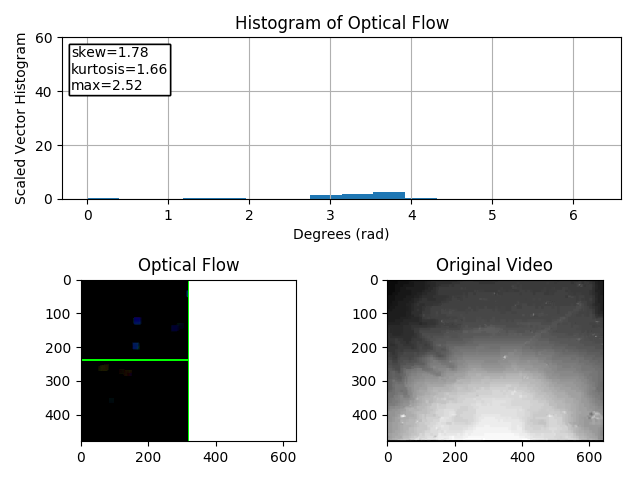 Histogram of Optical Flow
Scaled Vector Histogram
60
40
20
0
skew=1.78
kurtosis=1.66
max=2.52
0 1 2 3 4 5 6
Degrees (rad)
Optical Flow
0
100
200
300
400
0 200 400 600
Original Video
0
100
200
300
400
0 200 400 600